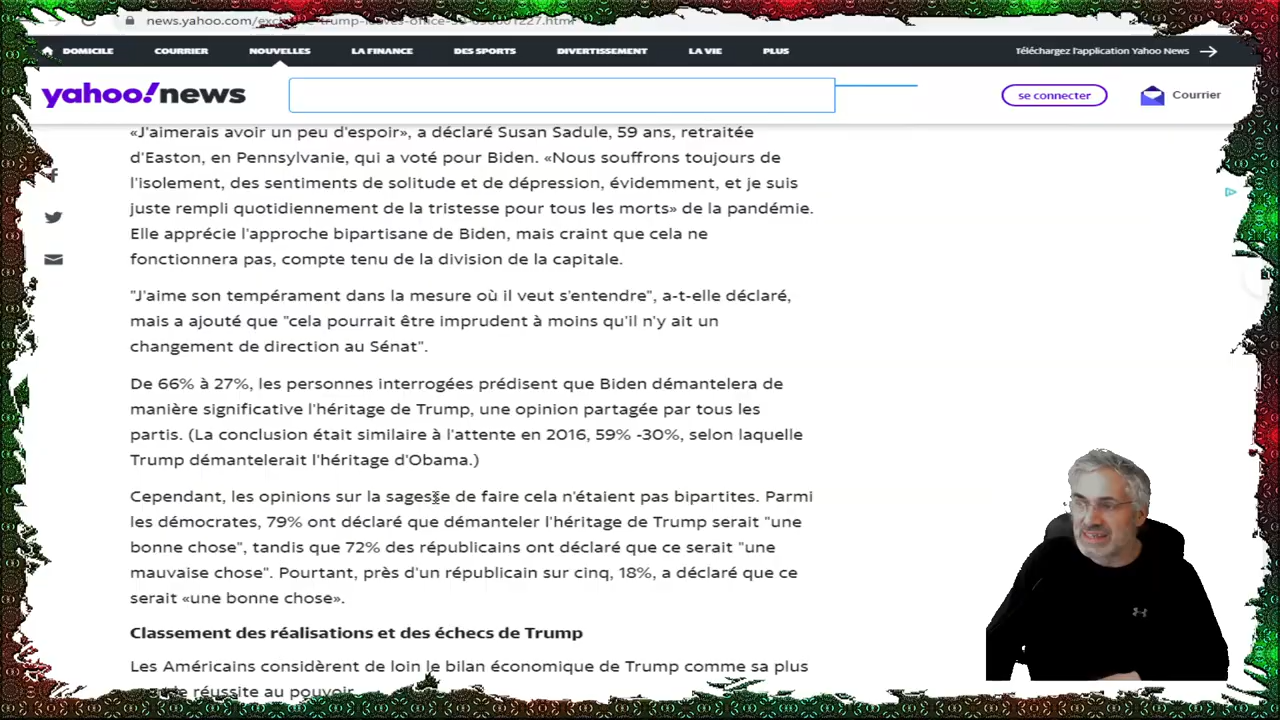 news.yahoo.com/exc
DOMICILE COURRIER NOUVELLES LA FINANCE DES SPORTS DIVERTISSEMENT LA VIE PLUS Téléchargez l'application Yahoo News
yahoo!news se connecter Courrier
«J'aimerais avoir un peu d'espoir», a déclaré Susan Sadule, 59 ans, retraitée
d'Easton, en Pennsylvanie, qui a voté pour Biden. «Nous souffrons toujours de
l'isolement, des sentiments de solitude et de dépression, évidemment, et je suis
juste rempli quotidiennement de la tristesse pour tous les morts» de la pandémie.
Elle apprécie l'approche bipartisane de Biden, mais craint que cela ne
fonctionnera pas, compte tenu de la division de la capitale.
"J'aime son tempérament dans la mesure où il veut s'entendre", a-t-elle déclaré,
mais a ajouté que "cela pourrait être imprudent à moins qu'il n'y ait un
changement de direction au Sénat".
De 66% à 27%, les personnes interrogées prédisent que Biden démantelera de
manière significative l'héritage de Trump, une opinion partagée par tous les
partis. (La conclusion était similaire à l'attente en 2016, 59% -30%, selon laquelle
Trump démantelerait l'héritage d'Obama.)
Cependant, les opinions sur la sagesse de faire cela n'étaient pas bipartites. Parmi
les démocrates, 79% ont déclaré que démanteler l'héritage de Trump serait "une
bonne chose", tandis que 72% des républicains ont déclaré que ce serait "une
mauvaise chose". Pourtant, près d'un républicain sur cinq, 18%, a déclaré que ce
serait «une bonne chose».
Classement des réalisations et des échecs de Trump
Les Américains considèrent de loin le bilan économique de Trump comme sa plus
réussite au pouvoir